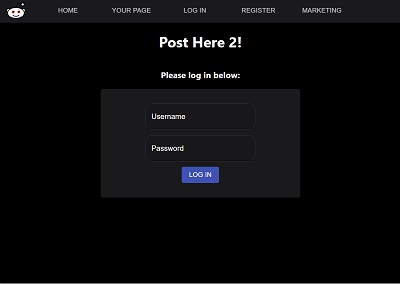 HOME YOUR PAGE LOG IN REGISTER MARKETING
Post Here 2!
Please log in below:
Username
Password
LOG IN